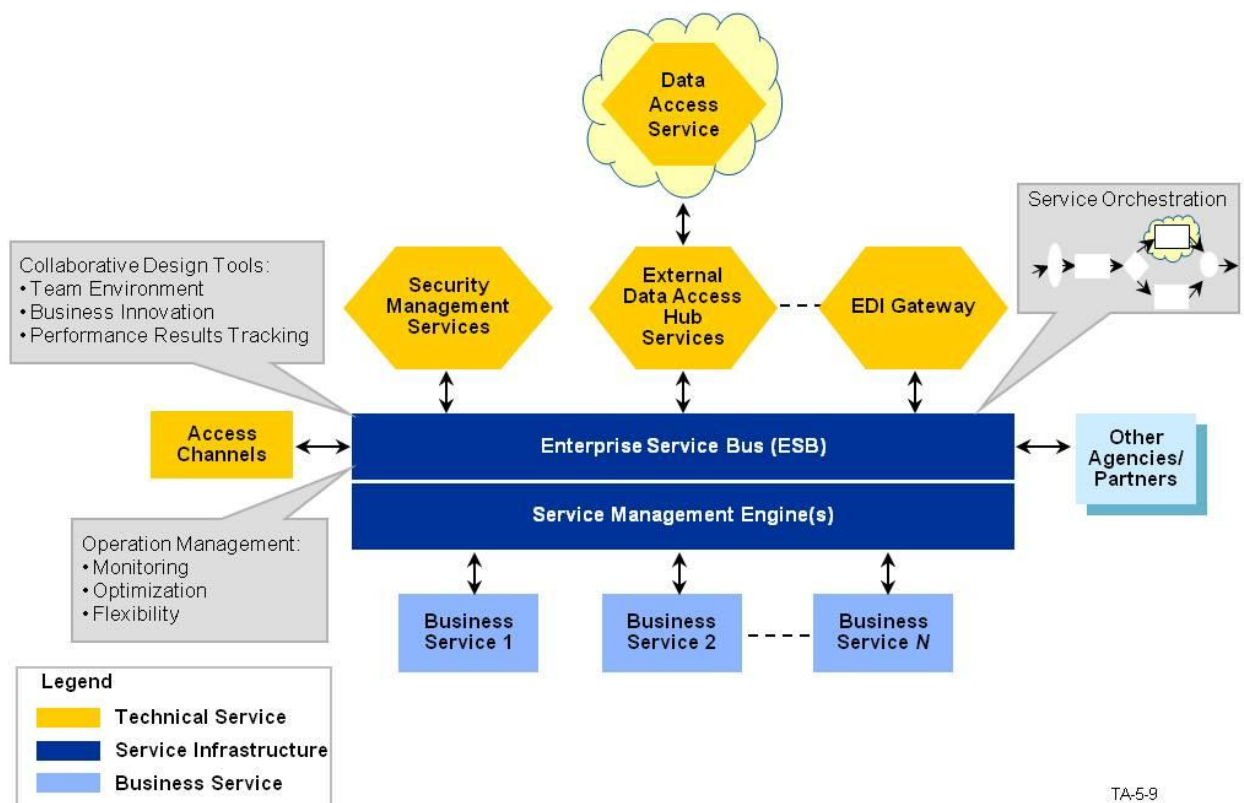 Data
Access
Service
Service Orchestration
Collaborative Design Tools:
• Team Environment
• Business Innovation
• Performance Results Tracking
Security
Management
Services
External
Data Access
Hub
Services
EDI Gateway
Access
Channels
Enterprise Service Bus (ESB)
Other
Agencies/
Partners
Service Management Engine(s)
Operation Management:
• Monitoring
• Optimization
• Flexibility
Business
Service 1
Business
Service 2
Business
Service N
Legend
Technical Service
Service Infrastructure
Business Service
TA-5-9